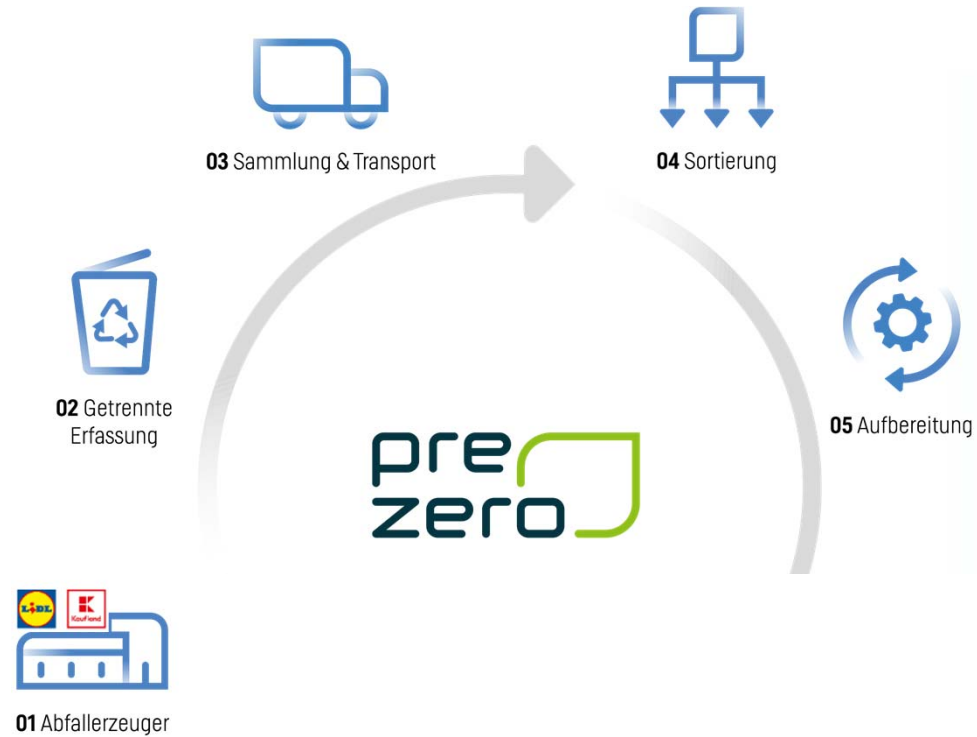 03 Sammlung & Transport
04 Sortierung
02 Getrennte
Erfassung
05 Aufbereitung
pre
zero
LIDL
K
Kaufland
01 Abfallerzeuger